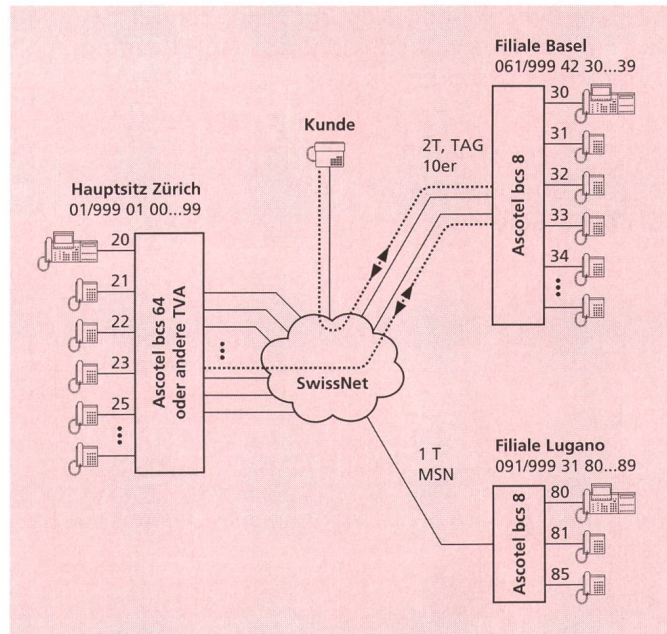 Filiale Basel
061/999 42 30...39
30
31
32
33
34
Ascotel bcs 8
2T, TAG
10er
Kunde
Hauptsitz Zürich
01/999 01 00...99
20
21
22
23
25
Ascotel bcs 64
oder andere TVA
SwissNet
1 T
MSN
Filiale Lugano
091/999 31 80...89
80
81
85
Ascotel bcs 8